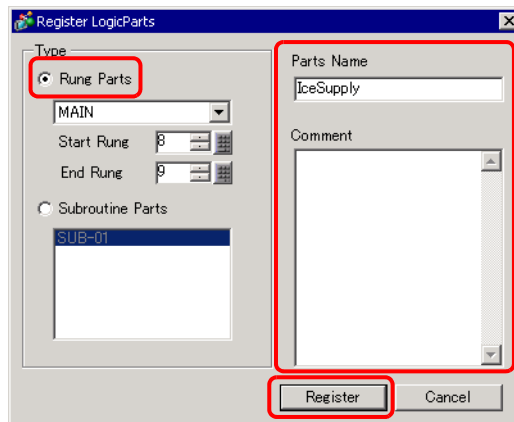 Register LogicParts
Type
Rung Parts
MAIN
Start Rung 8
End Rung 9
Subroutine Parts
SUB-01
Parts Name
IceSupply
Comment
Register
Cancel